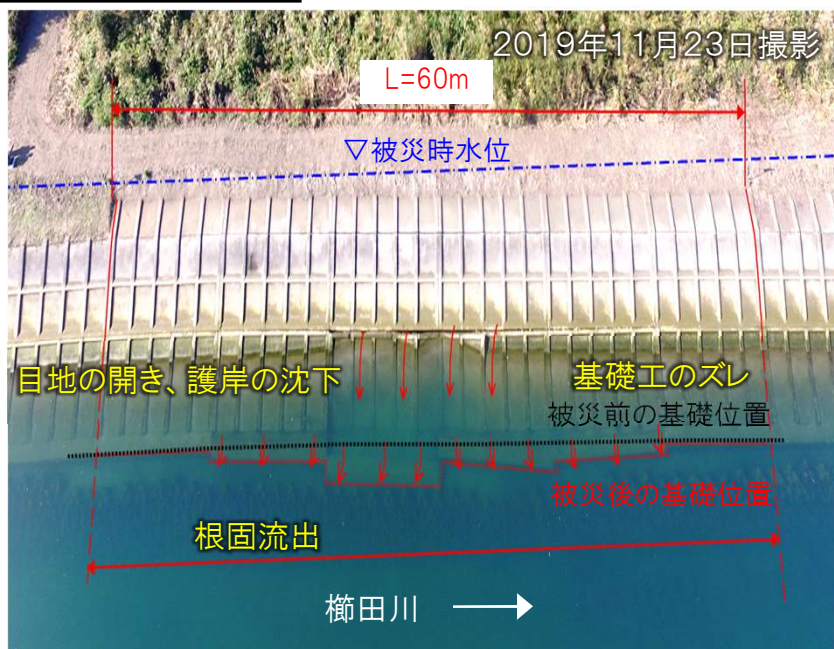 2019年11月23日撮影
L=60m
▽被災時水位
目地の開き、護岸の沈下
基礎工のズレ
被災前の基礎位置
被災後の基礎位置
根固流出
櫛田川